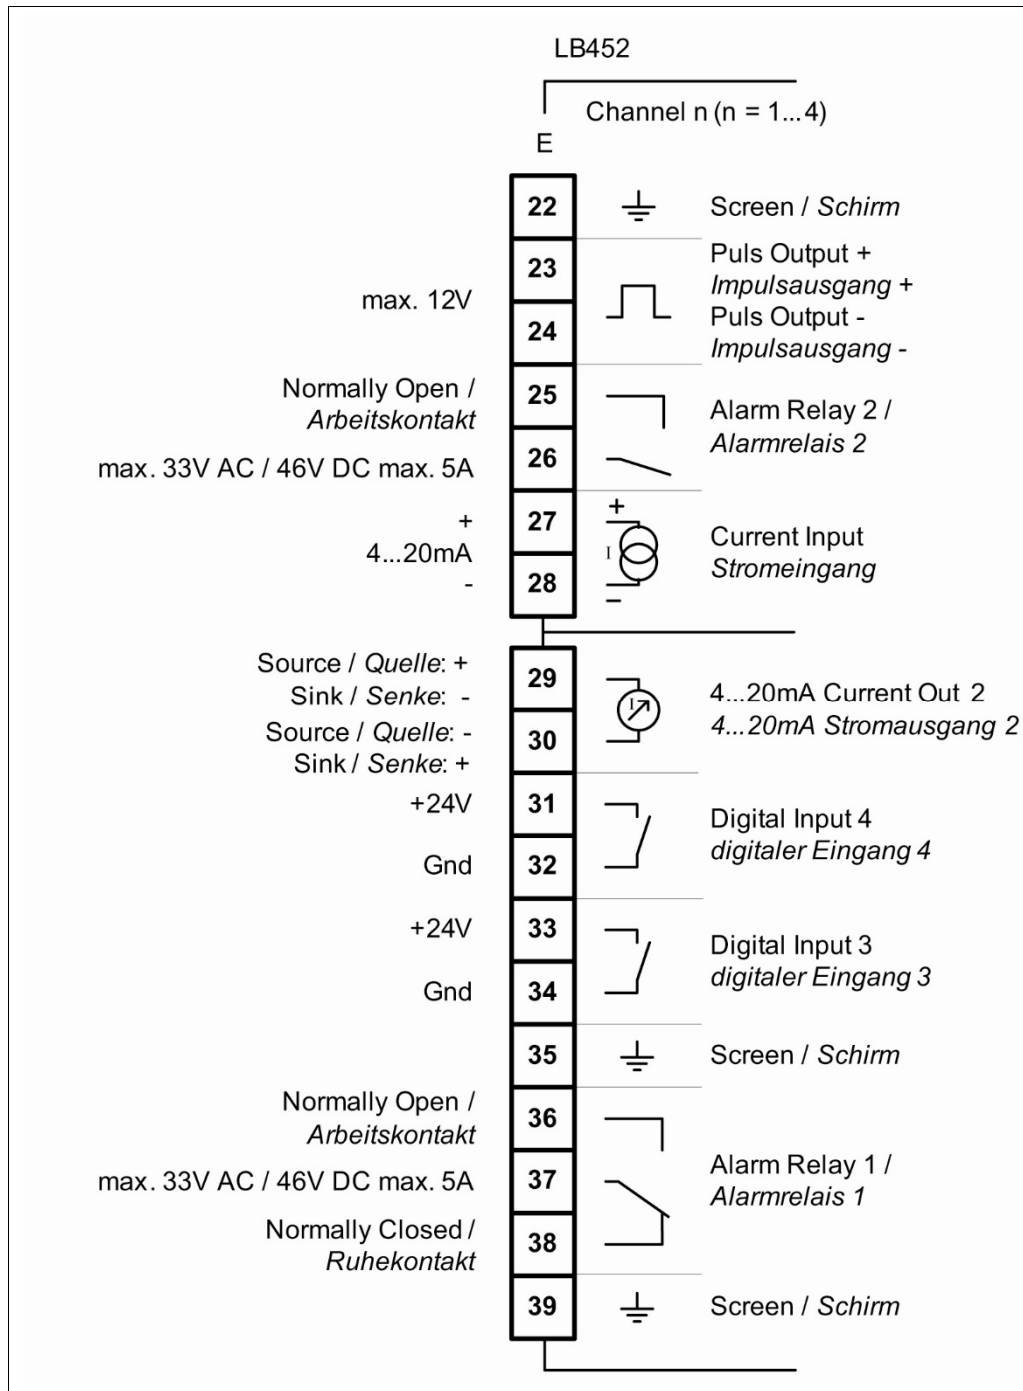 LB452
Channel n (n = 1...4)
E
22
Screen / Schirm
max. 12V
23
24
Puls Output +
Impulsausgang +
Puls Output -
Impulsausgang -
Normally Open /
Arbeitskontakt
max. 33V AC / 46V DC max. 5A
25
26
Alarm Relay 2 /
Alarmrelais 2
+
4...20mA
-
27
28
+
I
–
Current Input
Stromeingang
Source / Quelle: +
Sink / Senke: -
Source / Quelle: -
Sink / Senke: +
29
30
I
4...20mA Current Out 2
4...20mA Stromausgang 2
+24V
Gnd
31
32
Digital Input 4
digitaler Eingang 4
+24V
Gnd
33
34
Digital Input 3
digitaler Eingang 3
35
Screen / Schirm
Normally Open /
Arbeitskontakt
max. 33V AC / 46V DC max. 5A
Normally Closed /
Ruhekontakt
36
37
38
Alarm Relay 1 /
Alarmrelais 1
39
Screen / Schirm